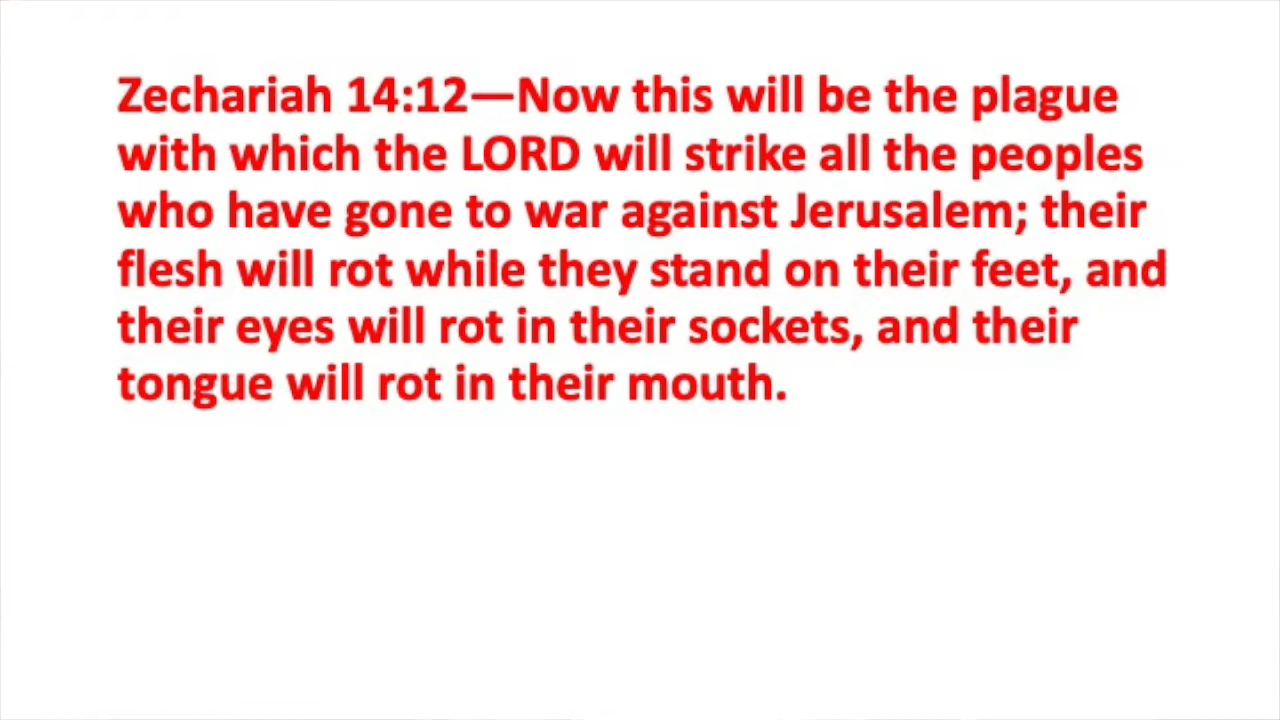 Zechariah 14:12—Now this will be the plague
with which the LORD will strike all the peoples
who have gone to war against Jerusalem; their
flesh will rot while they stand on their feet, and
their eyes will rot in their sockets, and their
tongue will rot in their mouth.